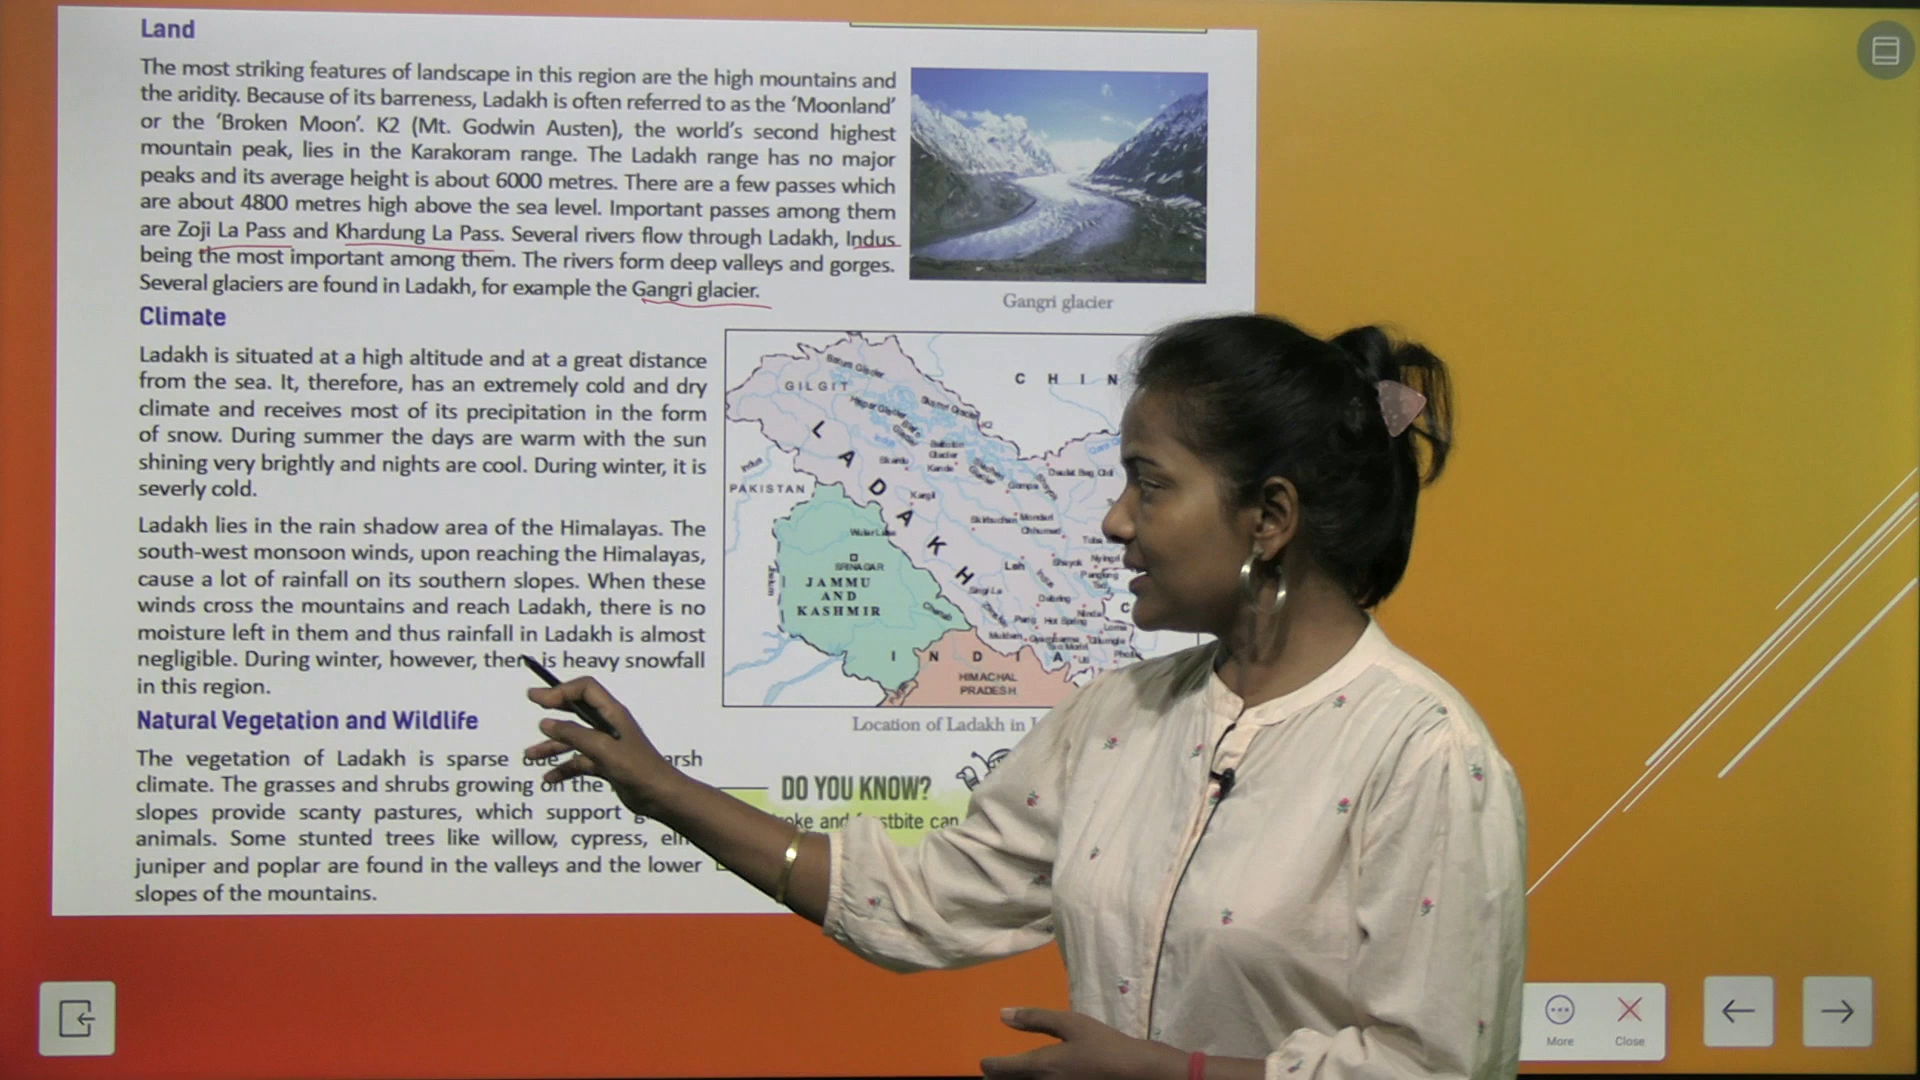 Land
The most striking features of landscape in this region are the high mountains and
the aridity. Because of its barreness, Ladakh is often referred to as the ‘Moonland’
or the ‘Broken Moon’. K2 (Mt. Godwin Austen), the world’s second highest
mountain peak, lies in the Karakoram range. The Ladakh range has no major
peaks and its average height is about 6000 metres. There are a few passes which
are about 4800 metres high above the sea level. Important passes among them
are Zoji La Pass and Khardung La Pass. Several rivers flow through Ladakh, Indus
being the most important among them. The rivers form deep valleys and gorges.
Several glaciers are found in Ladakh, for example the Gangri glacier.
Gangri glacier
Climate
Ladakh is situated at a high altitude and at a great distance
from the sea. It, therefore, has an extremely cold and dry
climate and receives most of its precipitation in the form
of snow. During summer the days are warm with the sun
shining very brightly and nights are cool. During winter, it is
severly cold.
Ladakh lies in the rain shadow area of the Himalayas. The
south-west monsoon winds, upon reaching the Himalayas,
cause a lot of rainfall on its southern slopes. When these
winds cross the mountains and reach Ladakh, there is no
moisture left in them and thus rainfall in Ladakh is almost
negligible. During winter, however, there is heavy snowfall
in this region.
Natural Vegetation and Wildlife
The vegetation of Ladakh is sparse due
climate. The grasses and shrubs growing on the
slopes provide scanty pastures, which support
animals. Some stunted trees like willow, cypress, elm
juniper and poplar are found in the valleys and the lower
slopes of the mountains.
GILGIT
CHIN
LADAKH
K2
Indus
PAKISTAN
Skardu
Kargil
Leh
Shayok
SRINAGAR
JAMMU
AND
KASHMIR
Chenab
Jhelum
INDIA
HIMACHAL
PRADESH
Location of Ladakh in
DO YOU KNOW?
and
can
More
Close